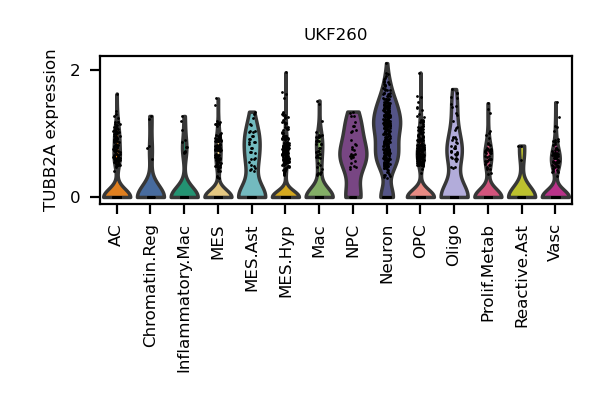 UKF260
TUBB2A expression
2
0
AC
Chromatin.Reg
Inflammatory.Mac
MES
MES.Ast
MES.Hyp
Mac
NPC
Neuron
OPC
Oligo
Prolif.Metab
Reactive.Ast
Vasc